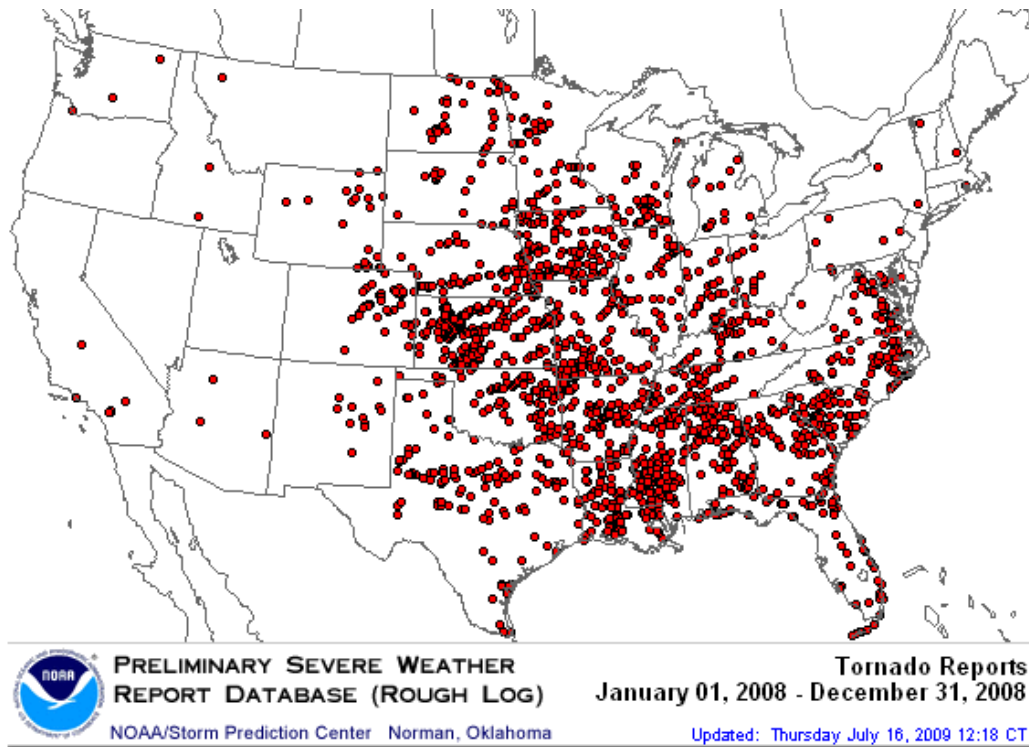 NOAA
PRELIMINARY SEVERE WEATHER
REPORT DATABASE (ROUGH LOG)
NOAA/Storm Prediction Center Norman, Oklahoma
Tornado Reports
January 01, 2008 - December 31, 2008
Updated: Thursday July 16, 2009 12:18 CT